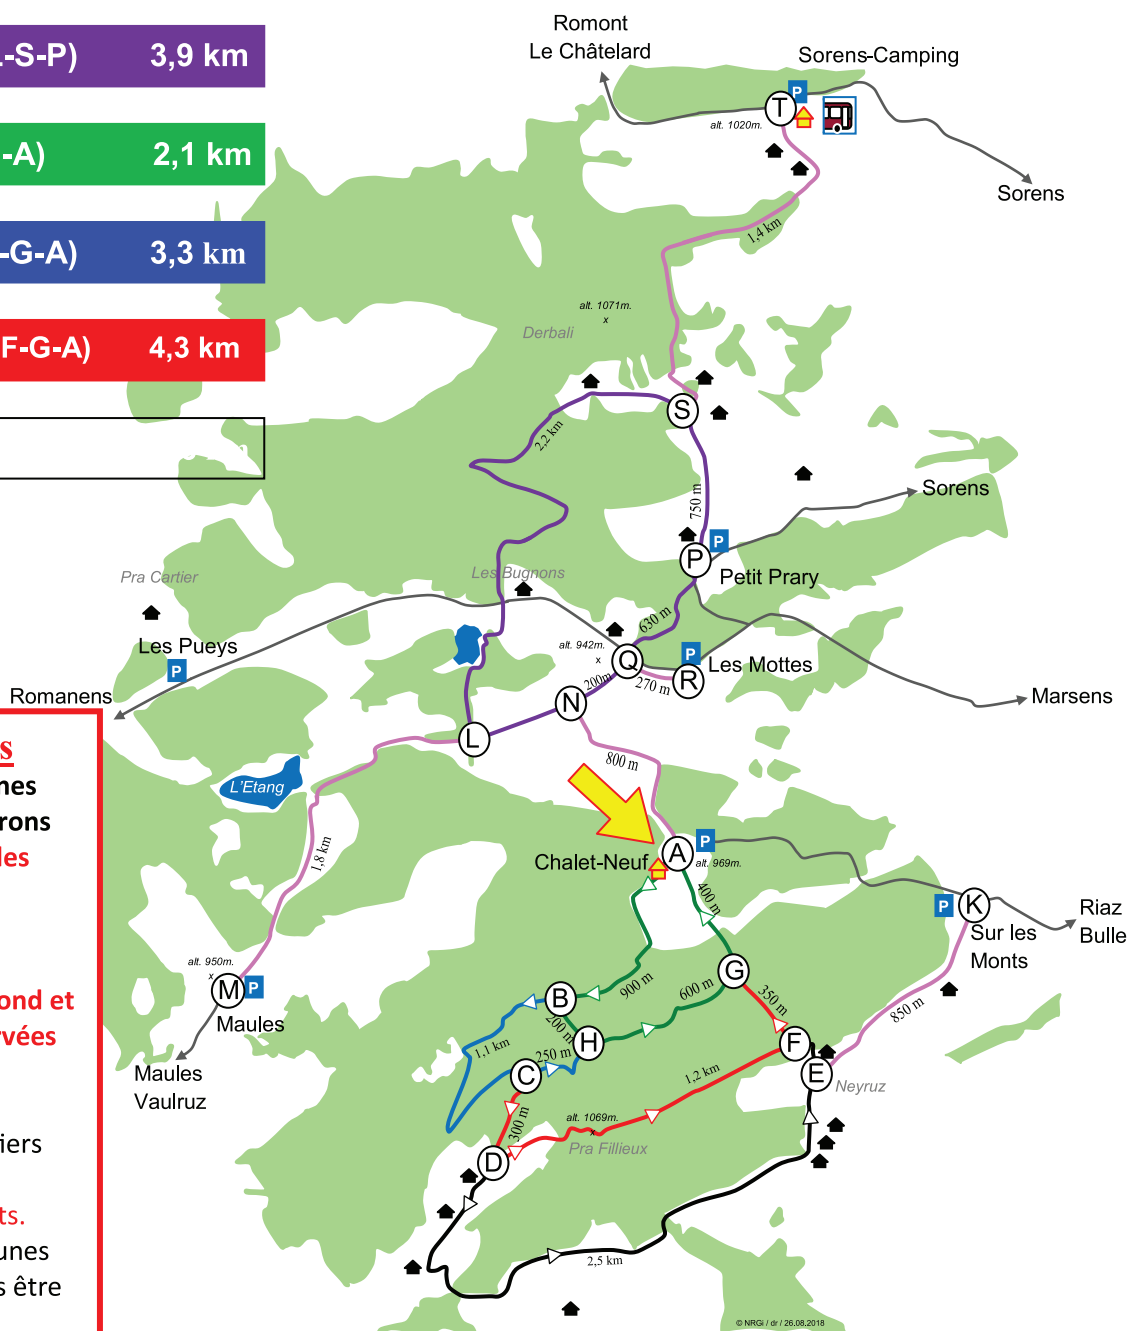 .-S-P) 3,9 km
-A) 2,1 km
-G-A) 3,3 km
F-G-A) 4,3 km
Romont
Le Châtelard
Sorens-Camping
P
T
alt. 1020m.
Sorens
1,4 km
alt. 1071m.
x
Derbali
S
2,2 km
750 m
Sorens
P
P
Petit Prary
Pra Cartier
Les Bugnons
630 m
Les Pueys
P
alt. 942m.
x
Q
P
Les Mottes
R
270 m
200m
N
Romanens
Marsens
L
800 m
L'Etang
1,8 km
A
P
alt. 969m.
Chalet-Neuf
400 m
K
P
Sur les
Monts
Riaz
Bulle
alt. 950m.
x
M
P
Maules
G
900 m
600 m
350 m
850 m
B
200 m
H
1,1 km
250 m
C
F
E
Neyruz
1,2 km
Maules
Vaulruz
300 m
alt. 1069m.
x
Pra Fillieux
D
2,5 km
© NRGi / dr / 26.08.2018
s
nes
rons
les
ond et
rvées
iers
ts.
unes
s être